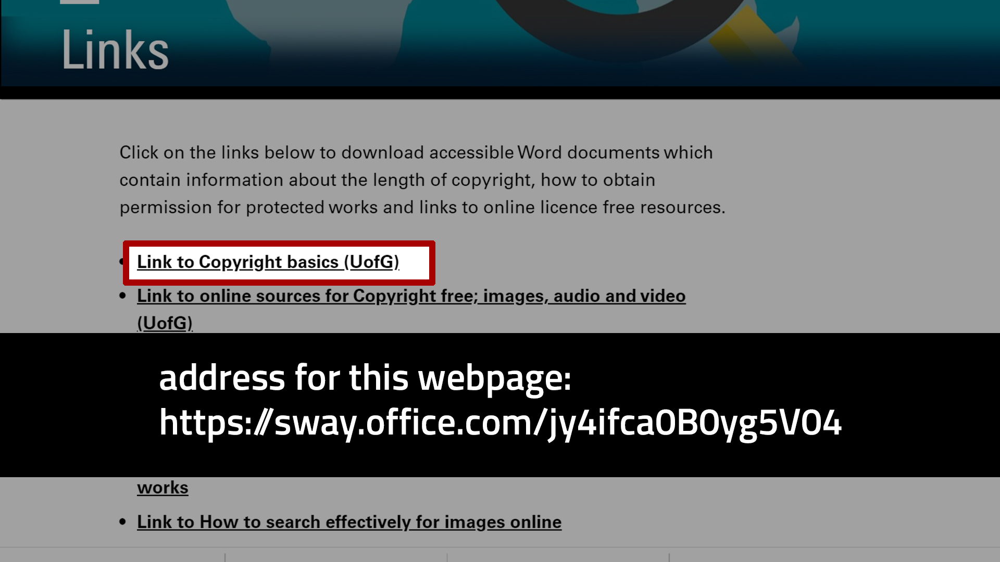 Links
Click on the links below to download accessible Word documents which
contain information about the length of copyright, how to obtain
permission for protected works and links to online licence free resources.
• Link to Copyright basics (UofG)
• Link to online sources for Copyright free; images, audio and video
(UofG)
address for this webpage:
https://sway.office.com/jy4ifca0B0yg5V04
works
• Link to How to search effectively for images online